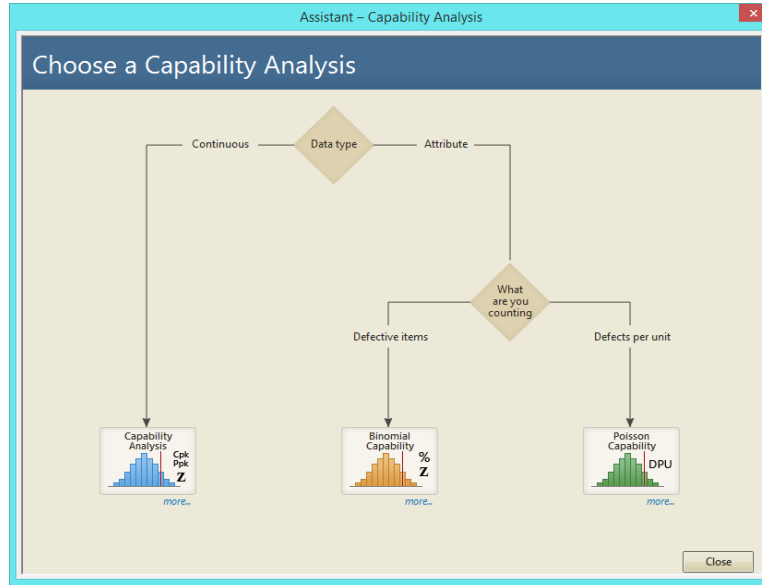 Assistant – Capability Analysis
Choose a Capability Analysis
Continuous
Data type
Attribute
What
are you
counting
Defective items
Defects per unit
Capability
Analysis
Cpk
Ppk
Z
more...
Binomial
Capability
%
Z
more...
Poisson
Capability
DPU
more...
Close